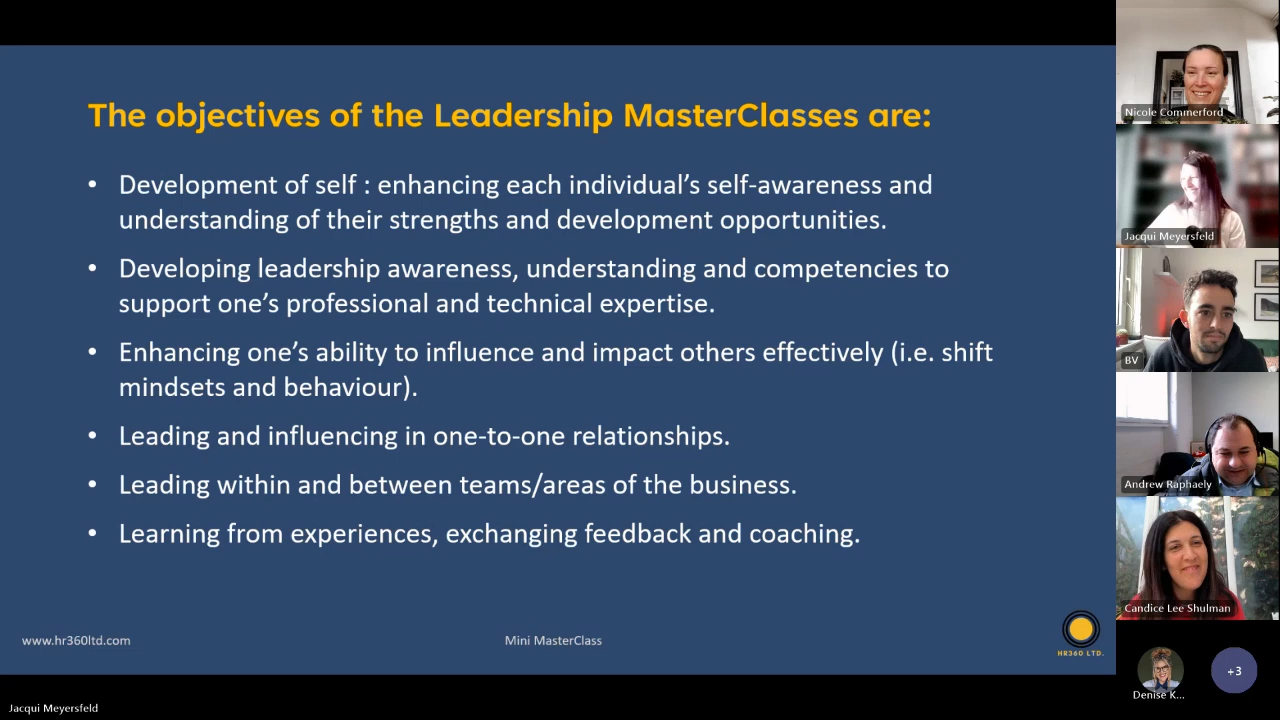 The objectives of the Leadership MasterClasses are:
• Development of self : enhancing each individual’s self-awareness and
understanding of their strengths and development opportunities.
• Developing leadership awareness, understanding and competencies to
support one’s professional and technical expertise.
• Enhancing one’s ability to influence and impact others effectively (i.e. shift
mindsets and behaviour).
• Leading and influencing in one-to-one relationships.
• Leading within and between teams/areas of the business.
• Learning from experiences, exchanging feedback and coaching.
www.hr360ltd.com
Mini MasterClass
HR360 LTD.
Jacqui Meyersfeld
Nicole Commerford
Jacqui Meyersfeld
BV
Andrew Raphaely
Candice Lee Shulman
Denise K...
+3